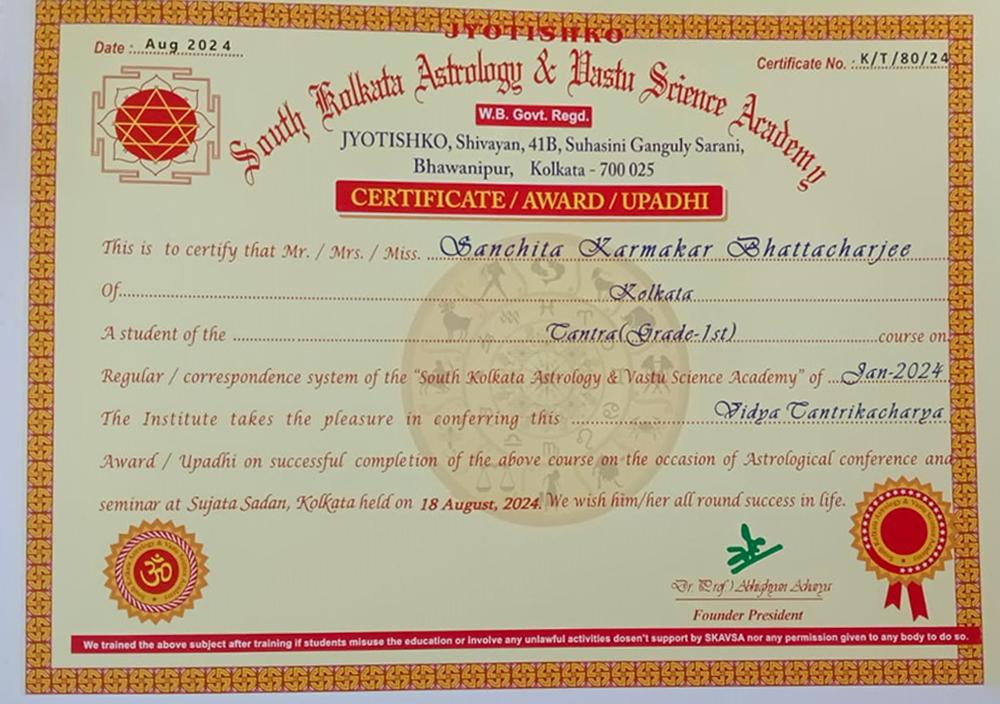 JYOTISHKO
Date : Aug 2024
Certificate No. : K/T/80/24
South Kolkata Astrology & Vastu Science Academy
W.B. Govt. Regd.
JYOTISHKO, Shivayan, 41B, Suhasini Ganguly Sarani,
Bhawanipur, Kolkata - 700 025
CERTIFICATE / AWARD / UPADHI
This is to certify that Mr. / Mrs. / Miss. Sanchita Karmakar Bhattacharjee
Of Kolkata
A student of the Tantra(Grade-1st) course on
Regular / correspondence system of the "South Kolkata Astrology & Vastu Science Academy" of Jan-2024
The Institute takes the pleasure in conferring this Vidya Tantrikacharya
Award / Upadhi on successful completion of the above course on the occasion of Astrological conference and
seminar at Sujata Sadan, Kolkata held on 18 August, 2024. We wish him/her all round success in life.
ॐ
Dr. (Prof.) Abhighyan Acharya
Founder President
We trained the above subject after training if students misuse the education or involve any unlawful activities dosen't support by SKAVSA nor any permission given to any body to do so.